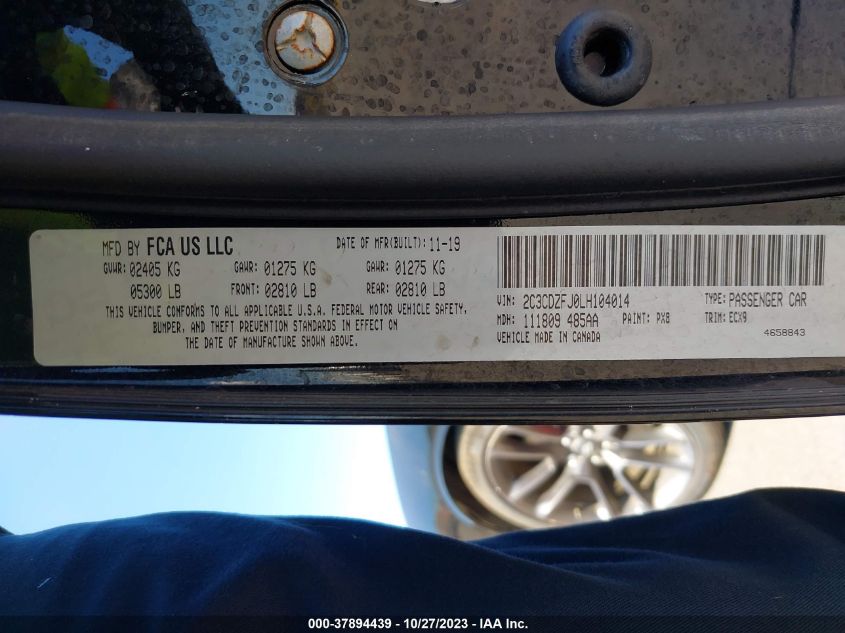 MFD BY FCA US LLC DATE OF MFR(BUILT): 11-19
GVWR: 02405 KG GAWR: 01275 KG GAWR: 01275 KG
05300 LB FRONT: 02810 LB REAR: 02810 LB
THIS VEHICLE CONFORMS TO ALL APPLICABLE U.S.A. FEDERAL MOTOR VEHICLE SAFETY,
BUMPER, AND THEFT PREVENTION STANDARDS IN EFFECT ON
THE DATE OF MANUFACTURE SHOWN ABOVE.
VIN: 2C3CDZFJ0LH104014 TYPE: PASSENGER CAR
MDH: 111809 485AA PAINT: PX8 TRIM: ECX9
VEHICLE MADE IN CANADA 4658843
000-37894439 - 10/27/2023 - IAA Inc.